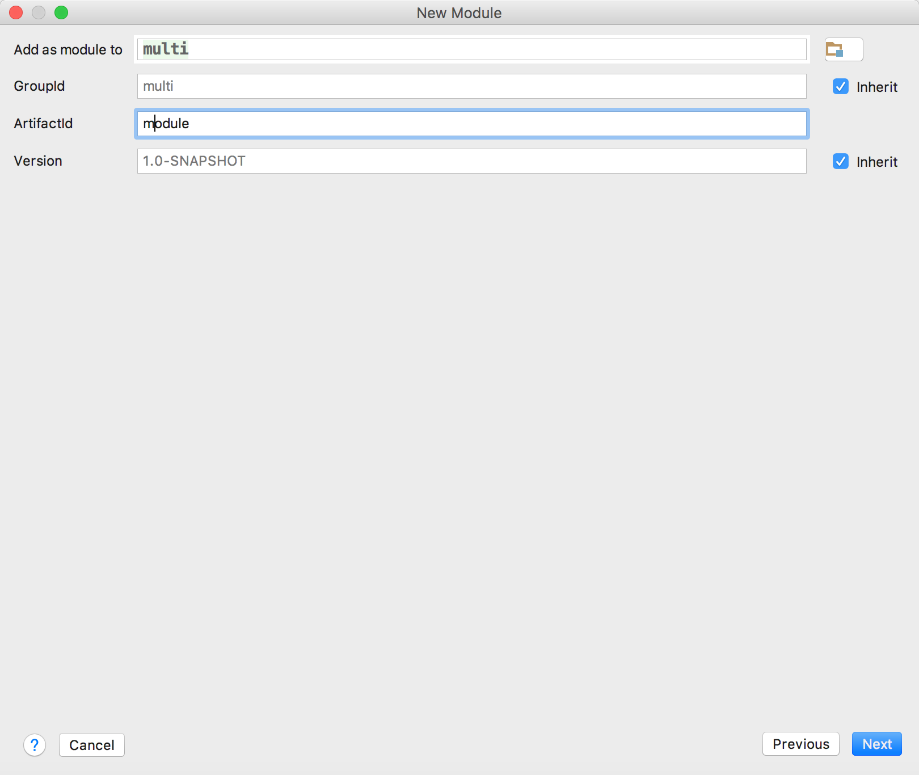 New Module
Add as module to multi
GroupId multi Inherit
ArtifactId module
Version 1.0-SNAPSHOT Inherit
? Cancel Previous Next